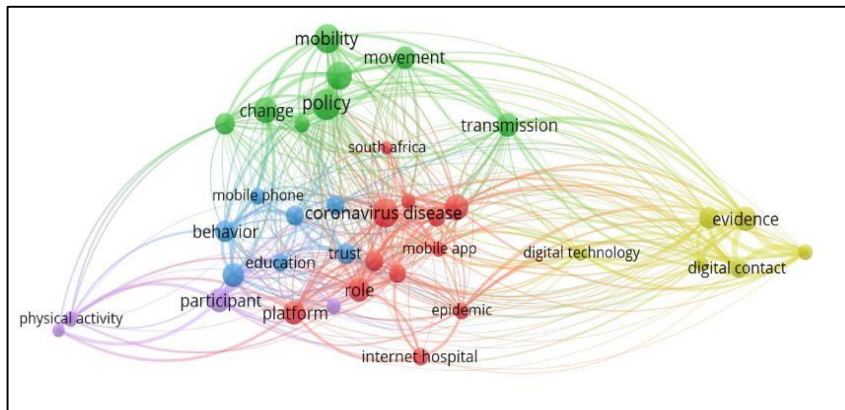 mobility
movement
policy
change
transmission
south africa
mobile phone
coronavirus disease
evidence
behavior
trust
mobile app
digital technology
education
digital contact
participant
role
platform
epidemic
physical activity
internet hospital